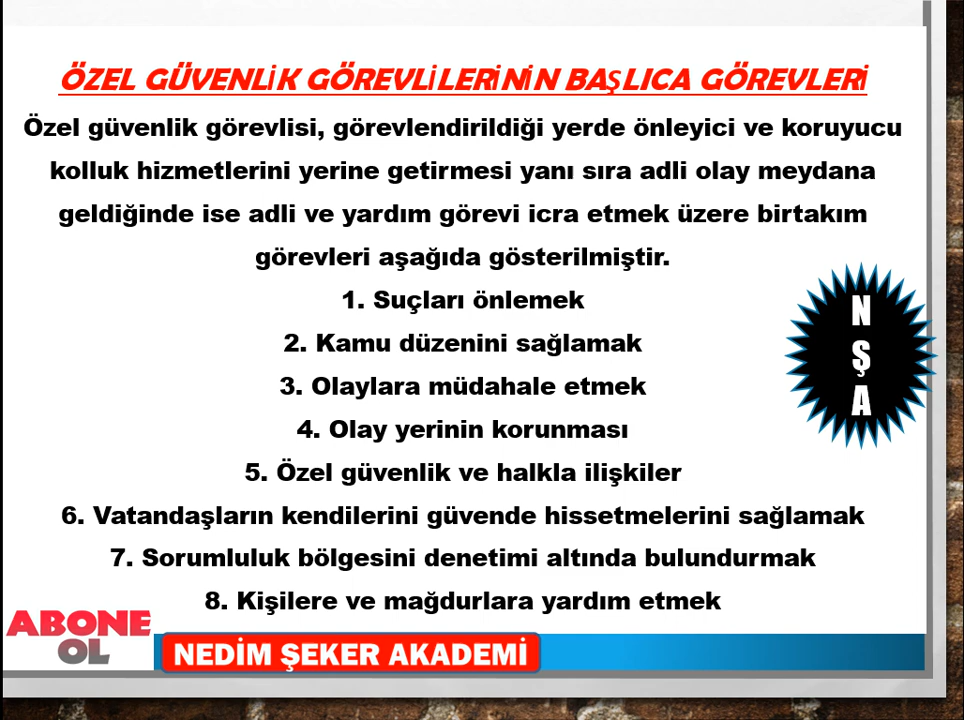 ÖZEL GÜVENLİK GÖREVLİLERİNİN BAŞLICA GÖREVLERİ
Özel güvenlik görevlisi, görevlendirildiği yerde önleyici ve koruyucu
kolluk hizmetlerini yerine getirmesi yanı sıra adli olay meydana
geldiğinde ise adli ve yardım görevi icra etmek üzere birtakım
görevleri aşağıda gösterilmiştir.
1. Suçları önlemek
2. Kamu düzenini sağlamak
3. Olaylara müdahale etmek
4. Olay yerinin korunması
5. Özel güvenlik ve halkla ilişkiler
6. Vatandaşların kendilerini güvende hissetmelerini sağlamak
7. Sorumluluk bölgesini denetimi altında bulundurmak
8. Kişilere ve mağdurlara yardım etmek
N
Ş
A
ABONE
OL
NEDİM ŞEKER AKADEMİ